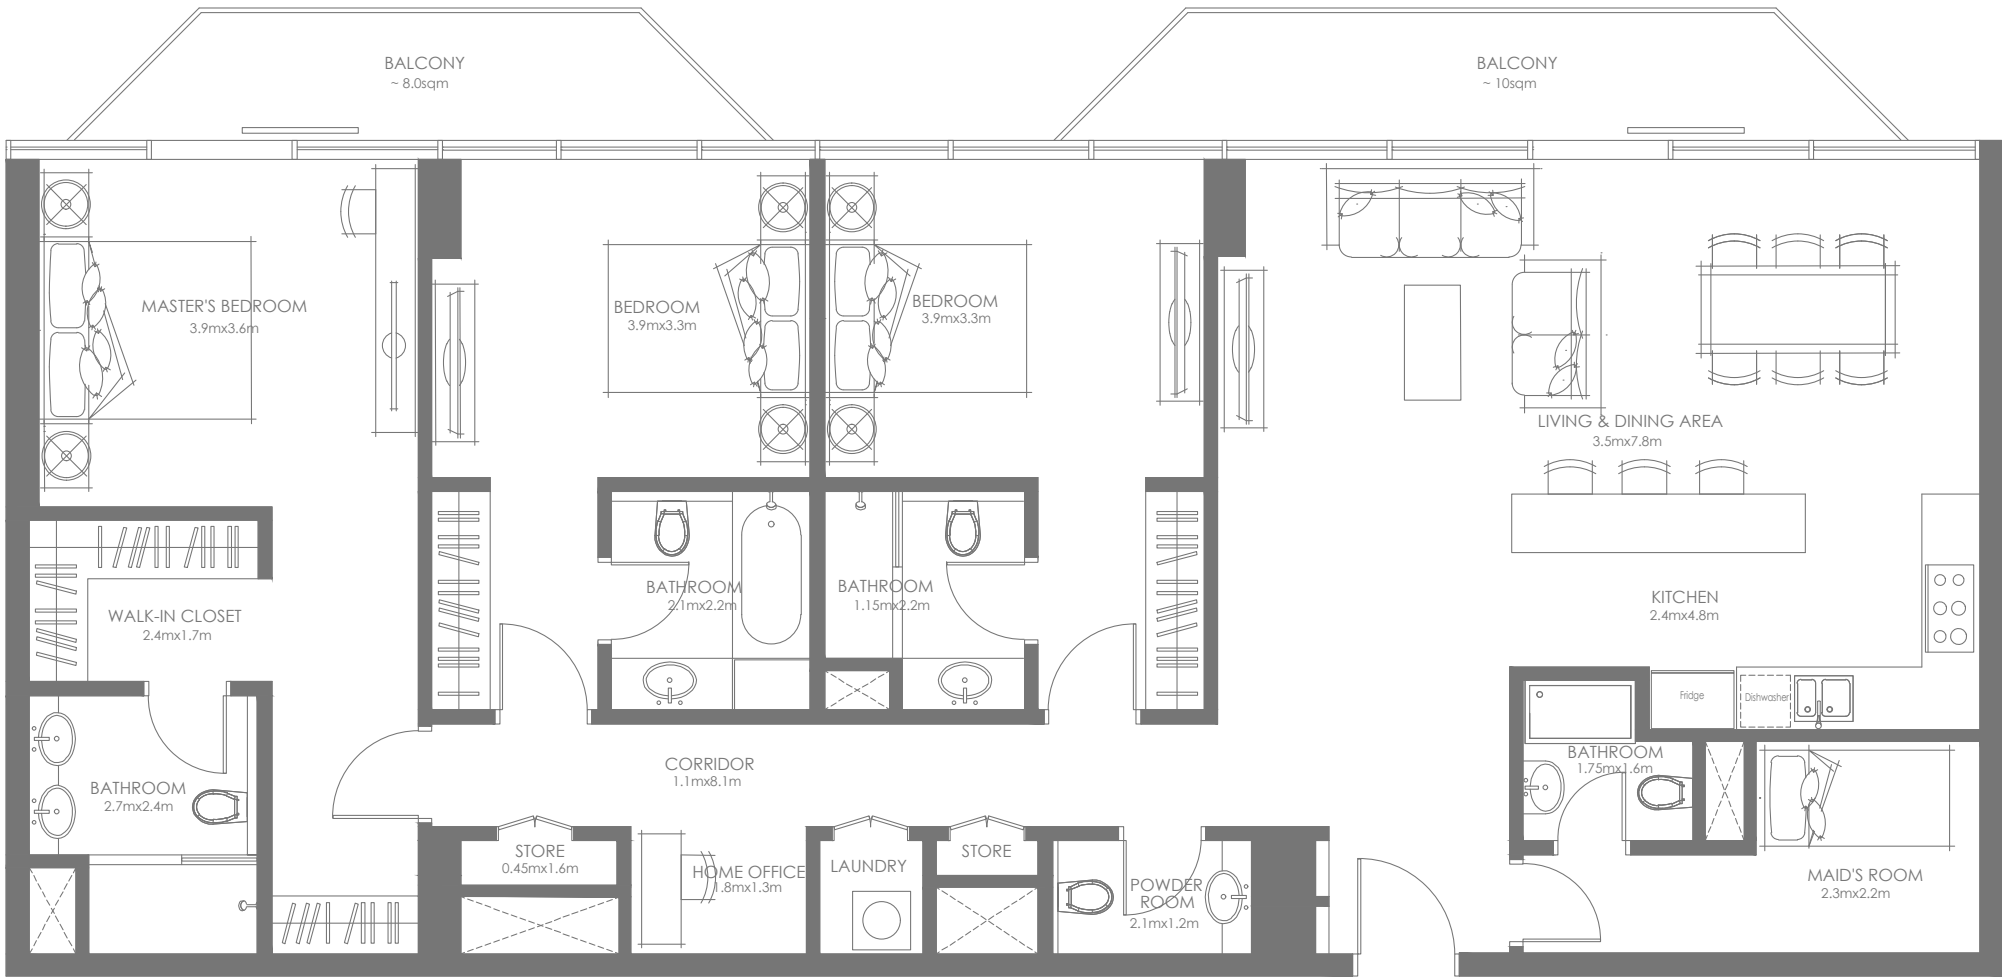 BALCONY
~ 8.0sqm
BALCONY
~ 10sqm
MASTER'S BEDROOM
3.9mx3.6m
BEDROOM
3.9mx3.3m
BEDROOM
3.9mx3.3m
LIVING & DINING AREA
3.5mx7.8m
WALK-IN CLOSET
2.4mx1.7m
BATHROOM
2.1mx2.2m
BATHROOM
1.15mx2.2m
KITCHEN
2.4mx4.8m
Fridge
Dishwasher
BATHROOM
2.7mx2.4m
CORRIDOR
1.1mx8.1m
BATHROOM
1.75mx1.6m
STORE
0.45mx1.6m
HOME OFFICE
1.8mx1.3m
LAUNDRY
STORE
POWDER
ROOM
2.1mx1.2m
MAID'S ROOM
2.3mx2.2m